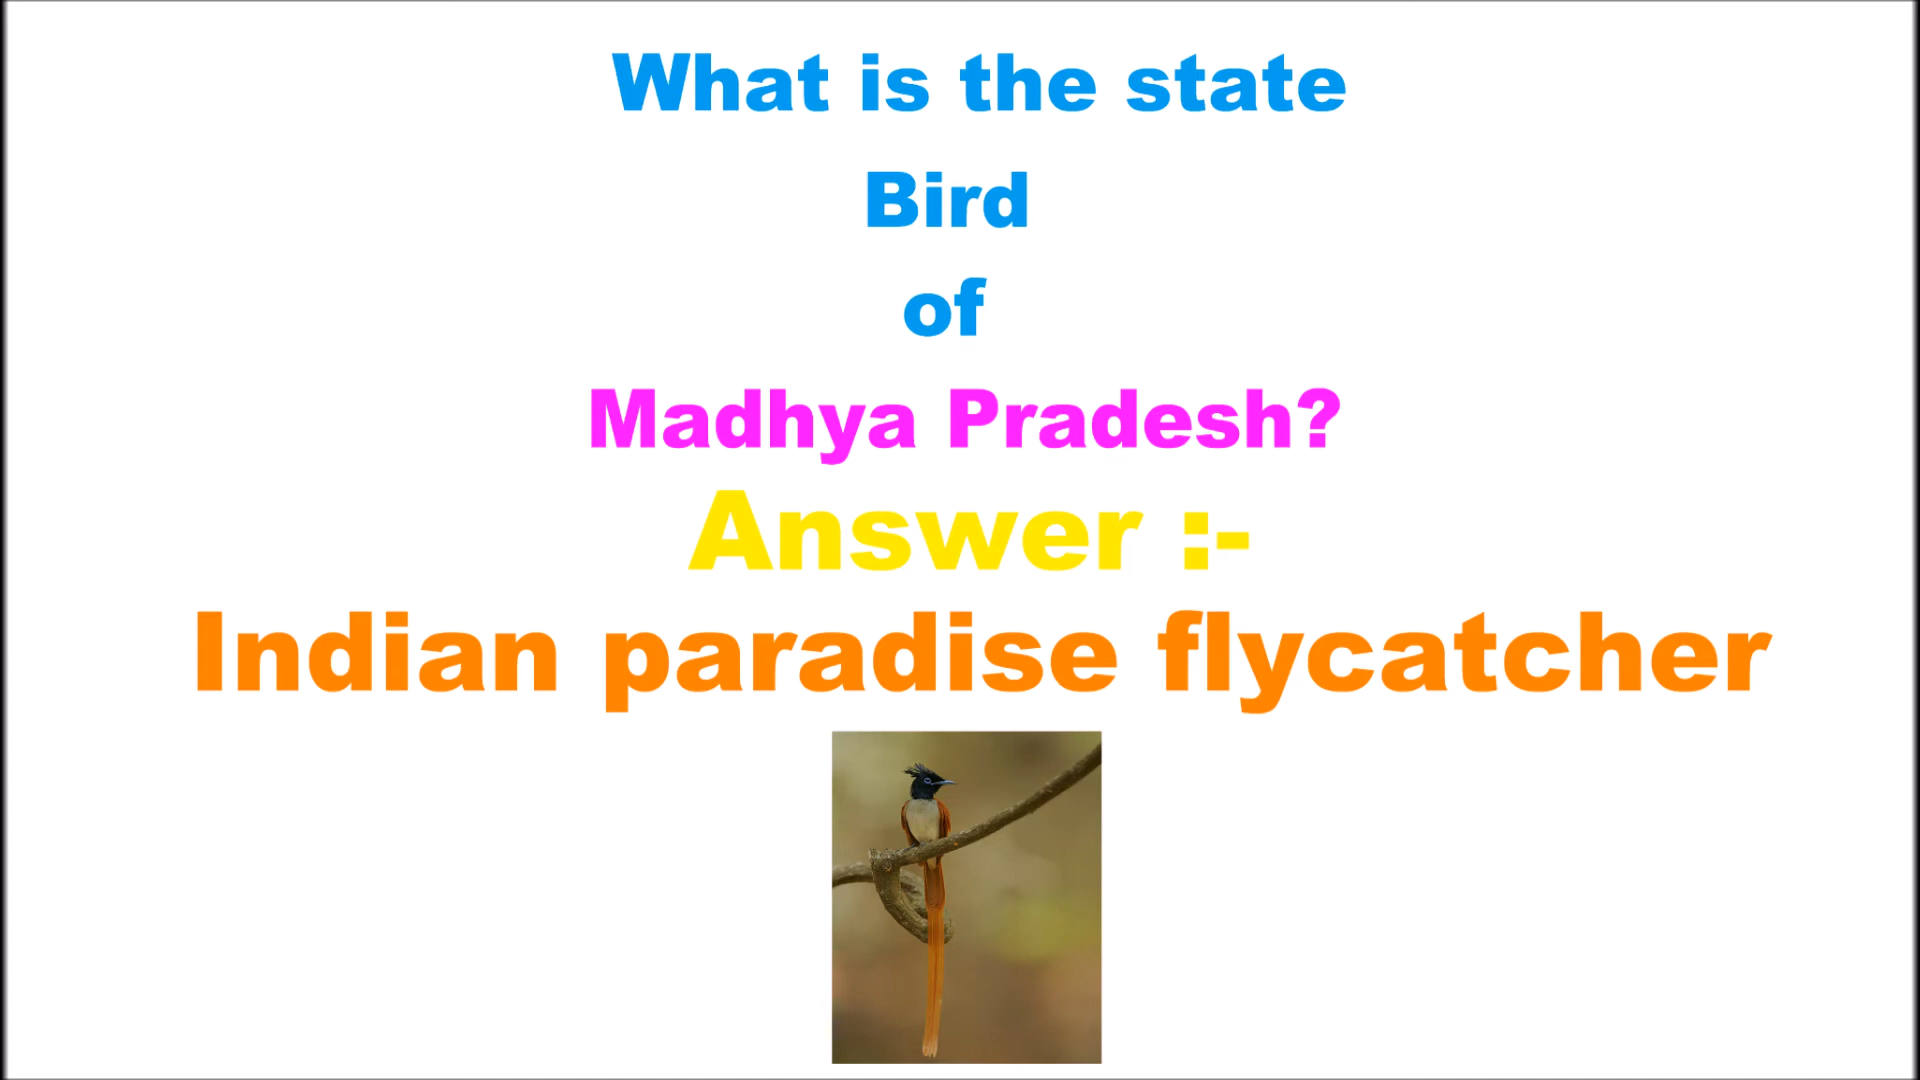 What is the state
Bird
of
Madhya Pradesh?
Answer :-
Indian paradise flycatcher